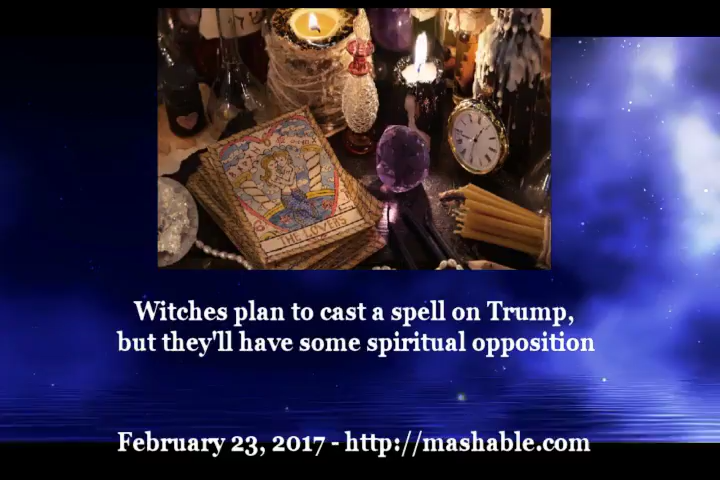 THE LOVERS
Witches plan to cast a spell on Trump,
but they'll have some spiritual opposition
February 23, 2017 - http://mashable.com